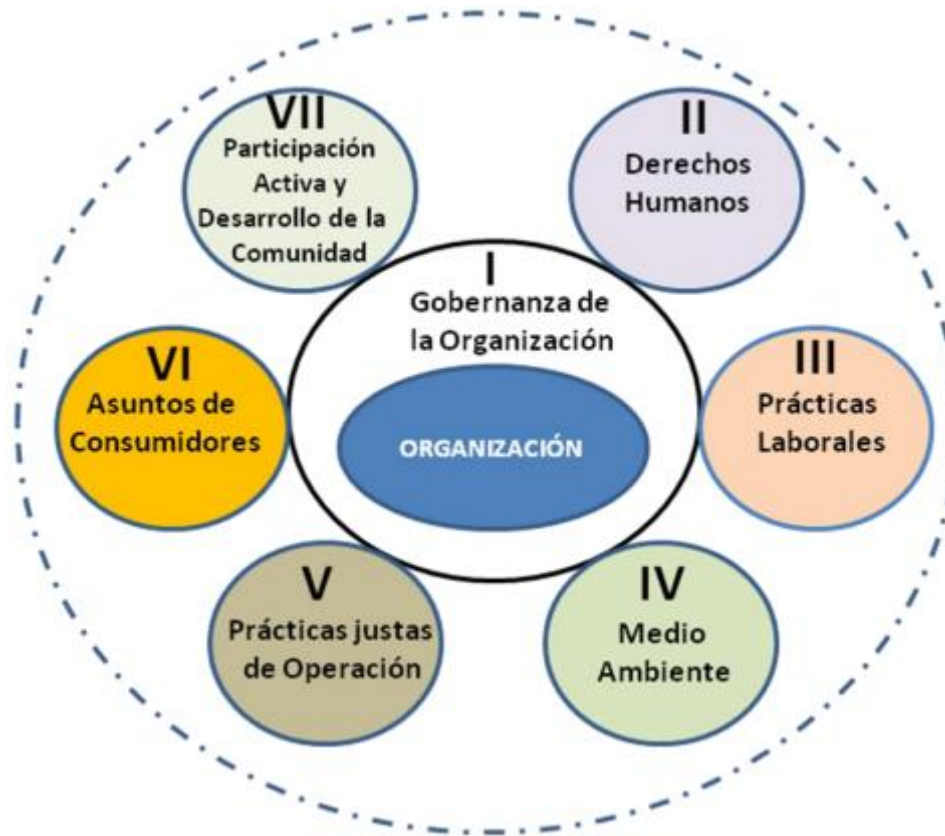 I
Gobernanza de
la Organización
ORGANIZACIÓN
II
Derechos
Humanos
III
Prácticas
Laborales
IV
Medio
Ambiente
V
Prácticas justas
de Operación
VI
Asuntos de
Consumidores
VII
Participación
Activa y
Desarrollo de la
Comunidad